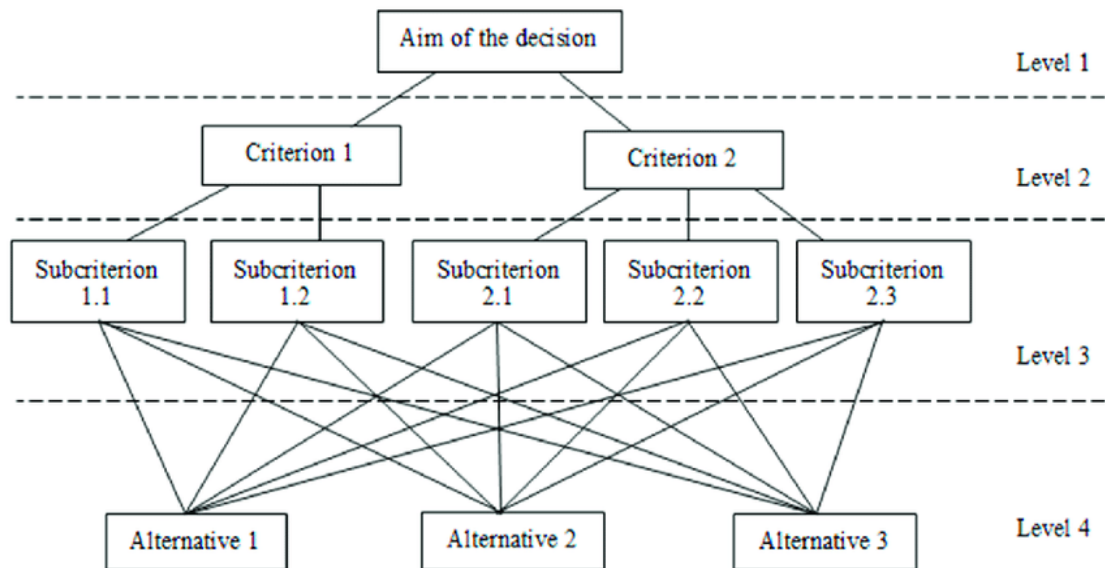 Aim of the decision
Level 1
Criterion 1
Criterion 2
Level 2
Subcriterion
1.1
Subcriterion
1.2
Subcriterion
2.1
Subcriterion
2.2
Subcriterion
2.3
Level 3
Alternative 1
Alternative 2
Alternative 3
Level 4